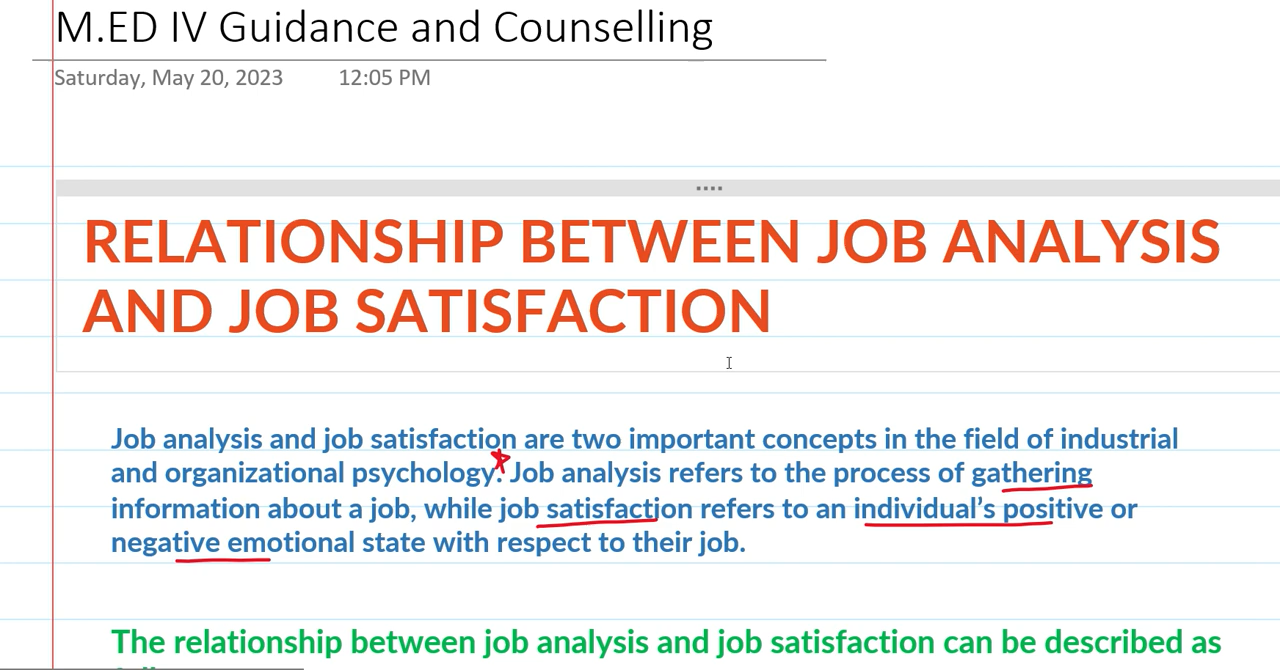 M.ED IV Guidance and Counselling
Saturday, May 20, 2023 12:05 PM
RELATIONSHIP BETWEEN JOB ANALYSIS
AND JOB SATISFACTION
Job analysis and job satisfaction are two important concepts in the field of industrial
and organizational psychology. Job analysis refers to the process of gathering
information about a job, while job satisfaction refers to an individual’s positive or
negative emotional state with respect to their job.
The relationship between job analysis and job satisfaction can be described as